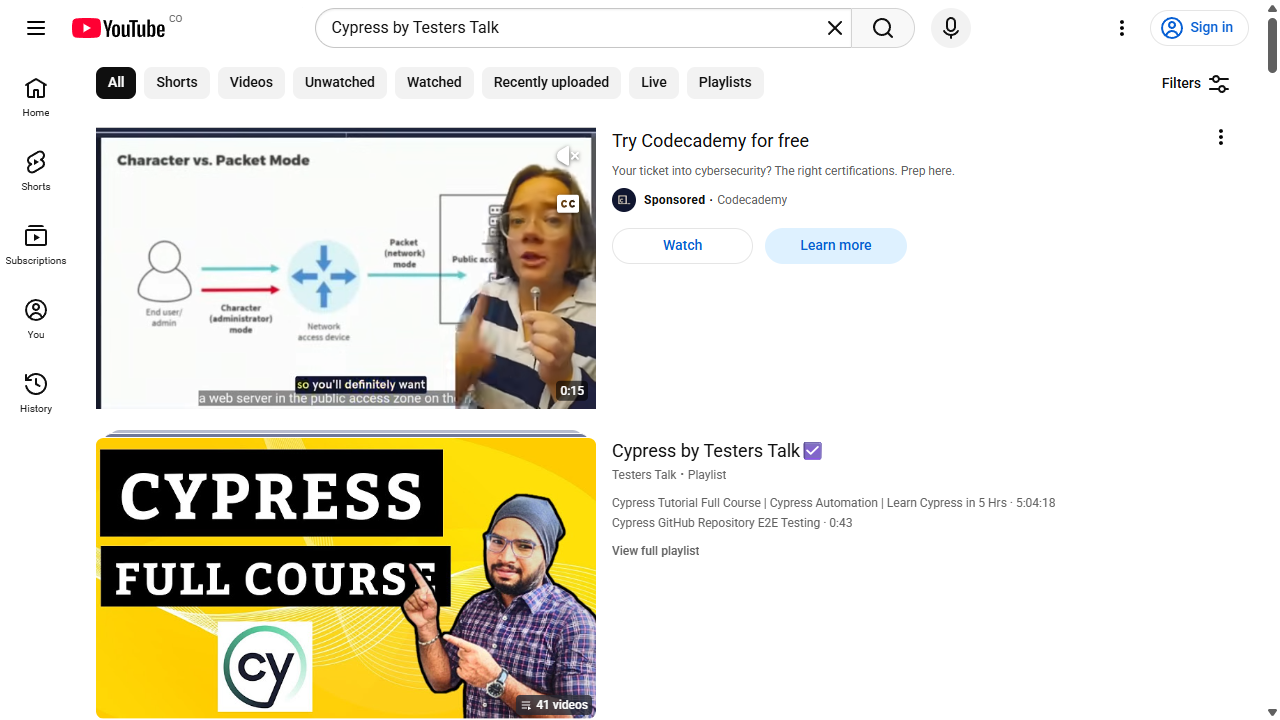 YouTube CO
Cypress by Testers Talk
Sign in
All
Shorts
Videos
Unwatched
Watched
Recently uploaded
Live
Playlists
Filters
Home
Shorts
Subscriptions
You
History
Character vs. Packet Mode
CC
Packet
(network)
mode
Public acce
End user/
admin
Character
(administrator)
mode
Network
access device
so you'll definitely want
a web server in the public access zone on the
0:15
Try Codecademy for free
Your ticket into cybersecurity? The right certifications. Prep here.
Sponsored · Codecademy
Watch
Learn more
CYPRESS
FULL COURSE
cy
41 videos
Cypress by Testers Talk☑
Testers Talk • Playlist
Cypress Tutorial Full Course | Cypress Automation | Learn Cypress in 5 Hrs · 5:04:18
Cypress GitHub Repository E2E Testing · 0:43
View full playlist